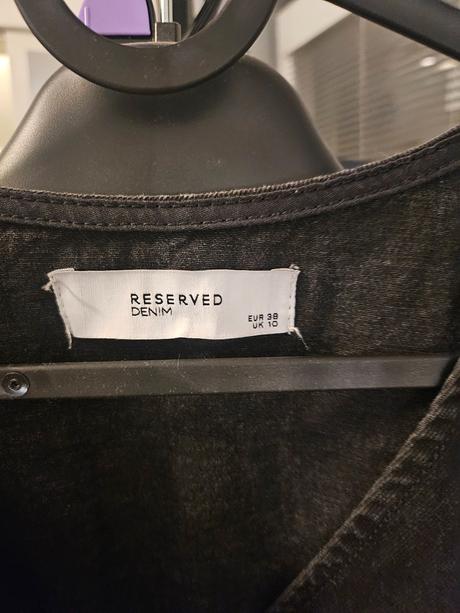 RESERVED
DENIM
EUR 38
UK 10